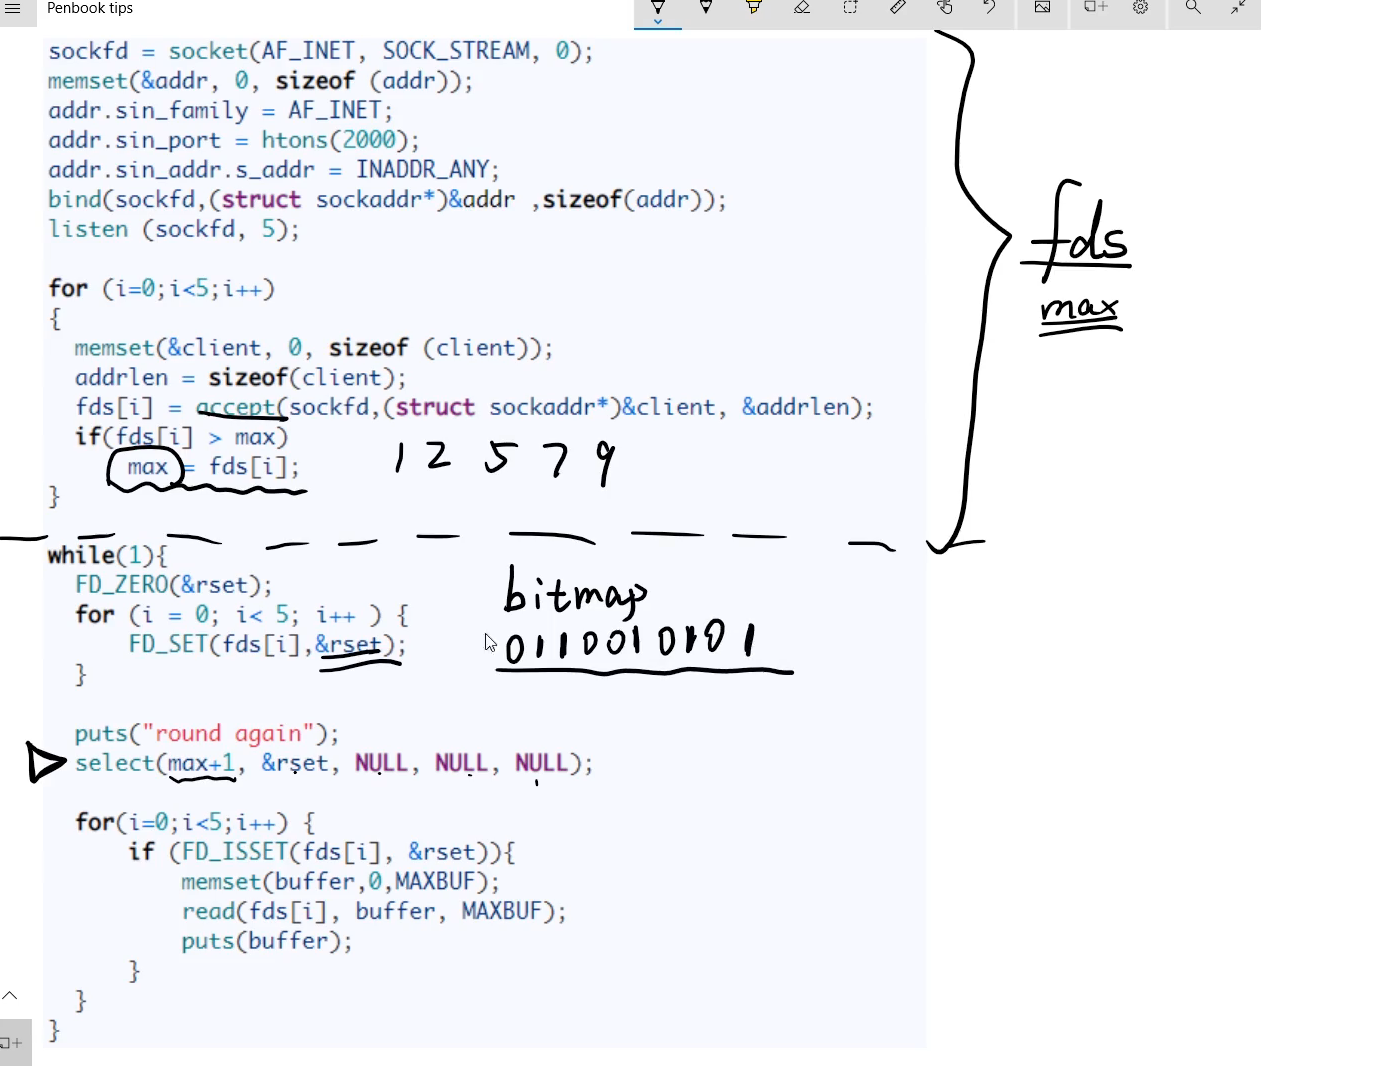 Penbook tips
sockfd = socket(AF_INET, SOCK_STREAM, 0);
memset(&addr, 0, sizeof (addr));
addr.sin_family = AF_INET;
addr.sin_port = htons(2000);
addr.sin_addr.s_addr = INADDR_ANY;
bind(sockfd,(struct sockaddr*)&addr ,sizeof(addr));
listen (sockfd, 5);
fds
max
for (i=0;i<5;i++)
{
memset(&client, 0, sizeof (client));
addrlen = sizeof(client);
fds[i] = accept(sockfd,(struct sockaddr*)&client, &addrlen);
if(fds[i] > max)
max = fds[i];
1 2 5 7 9
}
while(1){
FD_ZERO(&rset);
for (i = 0; i< 5; i++ ) {
FD_SET(fds[i],&rset);
}
bitmap
0110010101
puts("round again");
select(max+1, &rset, NULL, NULL, NULL);
for(i=0;i<5;i++) {
if (FD_ISSET(fds[i], &rset)){
memset(buffer,0,MAXBUF);
read(fds[i], buffer, MAXBUF);
puts(buffer);
}
}
}